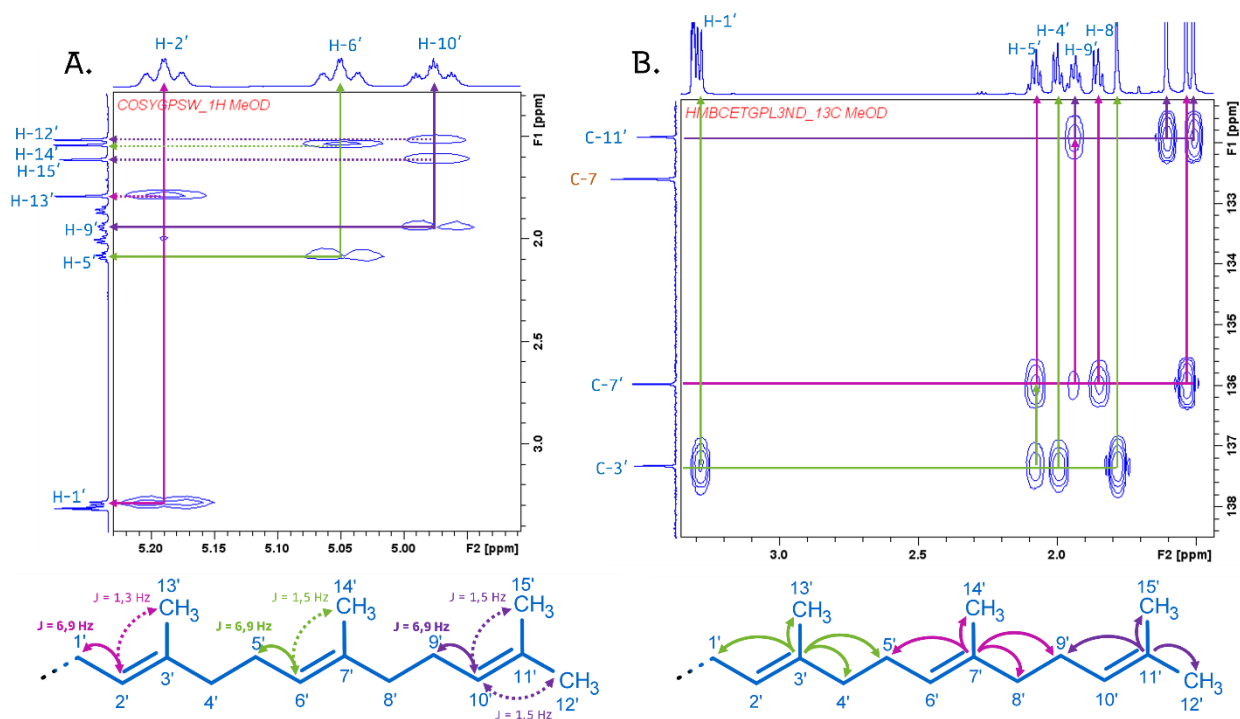 A.
H-2'
H-6'
H-10'
COSYGPSW_1H MeOD
F1 [ppm]
1.0
2.0
2.5
3.0
H-12'
H-14'
H-15'
H-13'
H-9'
H-5'
H-1'
5.20
5.15
5.10
5.05
5.00
F2 [ppm]
B.
H-1'
H-5'
H-4'
H-9'
H-8
HMBCETGPL3ND_13C MeOD
F1 [ppm]
133
134
135
136
137
138
C-11'
C-7
C-7'
C-3'
3.0
2.5
2.0
F2 [ppm]
13'
CH₃
J = 1,3 Hz
J = 6,9 Hz
1'
2'
3'
4'
14'
CH₃
J = 1,5 Hz
J = 6,9 Hz
5'
6'
7'
8'
15'
CH₃
J = 1,5 Hz
J = 6,9 Hz
9'
10'
11'
CH₃
12'
J = 1.5 Hz
13'
CH₃
1'
2'
3'
4'
14'
CH₃
5'
6'
7'
8'
15'
CH₃
9'
10'
11'
CH₃
12'